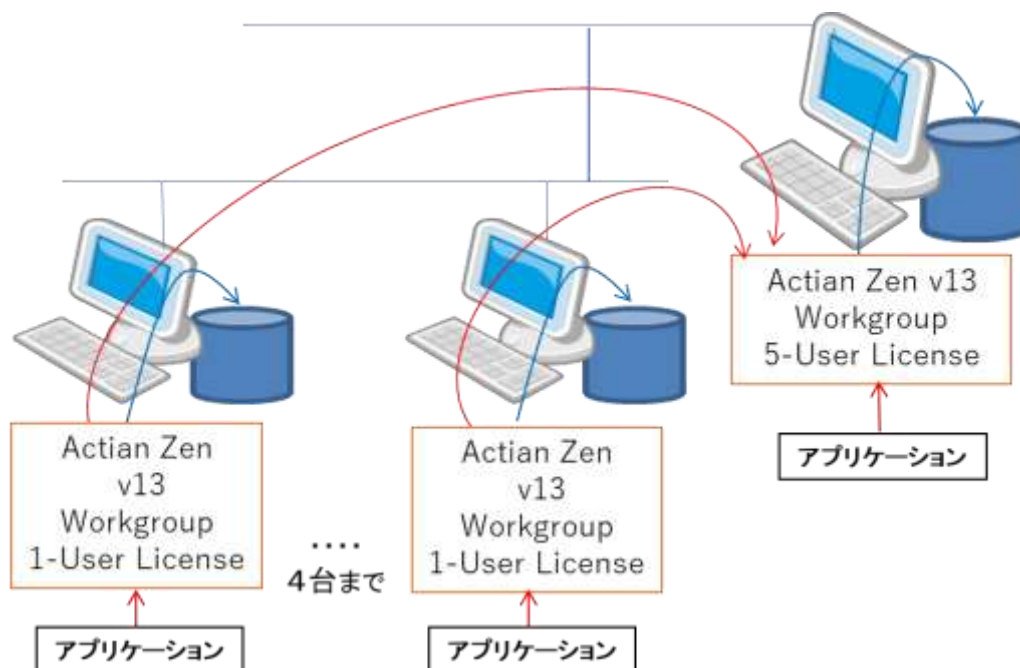 Actian Zen v13
Workgroup
5-User License
アプリケーション
Actian Zen
v13
Workgroup
1-User License
アプリケーション
....
4台まで
Actian Zen
v13
Workgroup
1-User License
アプリケーション